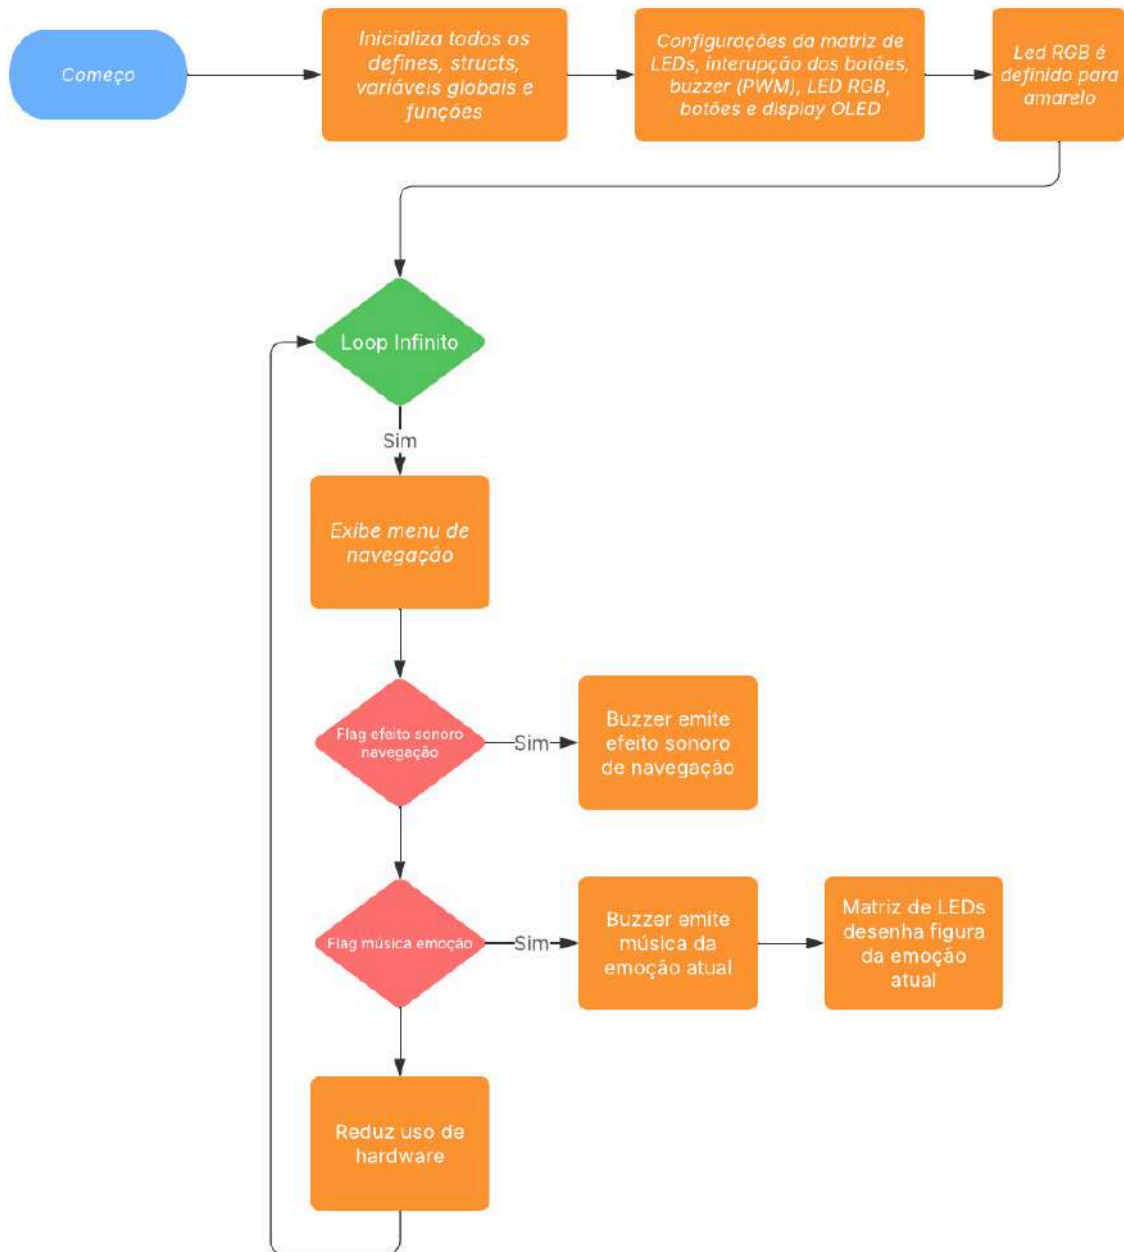 Começo
Inicializa todos os
defines, structs,
variáveis globais e
funções
Configurações da matriz de
LEDs, interupção dos botões,
buzzer (PWM), LED RGB,
botões e display OLED
Led RGB é
definido para
amarelo
Loop Infinito
Sim
Exibe menu de
navegação
Flag efeito sonoro
navegação
Sim
Buzzer emite
efeito sonoro
de navegação
Flag música emoção
Sim
Buzzer emite
música da
emoção atual
Matriz de LEDs
desenha figura
da emoção
atual
Reduz uso de
hardware